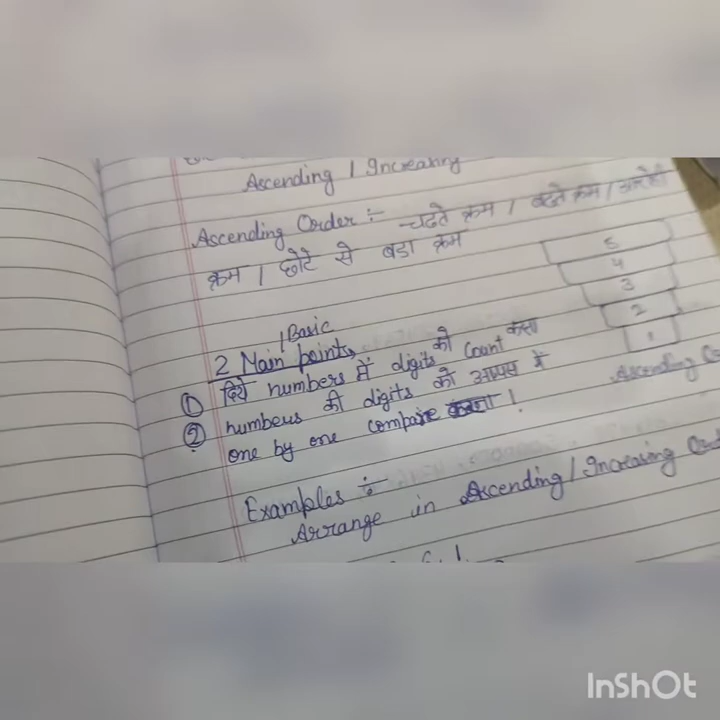 Ascending / Increasing
Ascending Order :- चढ़ते क्रम / बढ़ते क्रम / आरोही
क्रम / छोटे से बड़ा क्रम
5
4
3
2
1
Ascending
Basic
2 Main points
① दिये numbers में digits को Count करना
② numbers की digits को आपस में
one by one compare करना ।
Examples :-
Arrange in Ascending / Increasing
InShOt